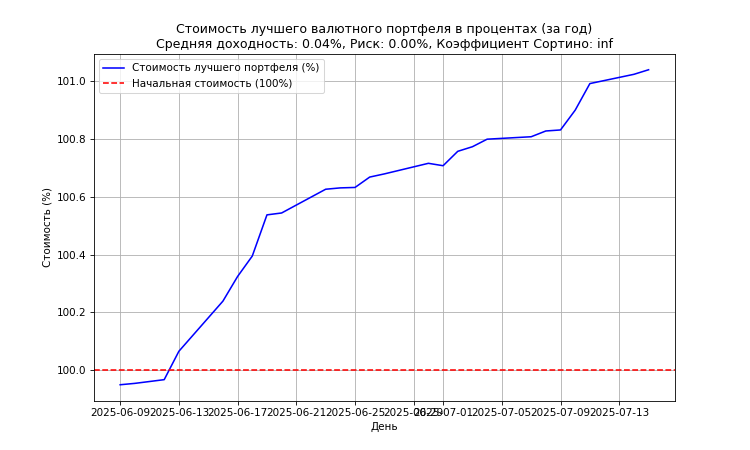 Стоимость лучшего валютного портфеля в процентах (за год)
Средняя доходность: 0.04%, Риск: 0.00%, Коэффициент Сортино: inf
Стоимость лучшего портфеля (%)
Начальная стоимость (100%)
Стоимость (%)
101.0
100.8
100.6
100.4
100.2
100.0
2025-06-09 2025-06-13 2025-06-17 2025-06-21 2025-06-25 2025-06-29 2025-07-01 2025-07-05 2025-07-09 2025-07-13
День